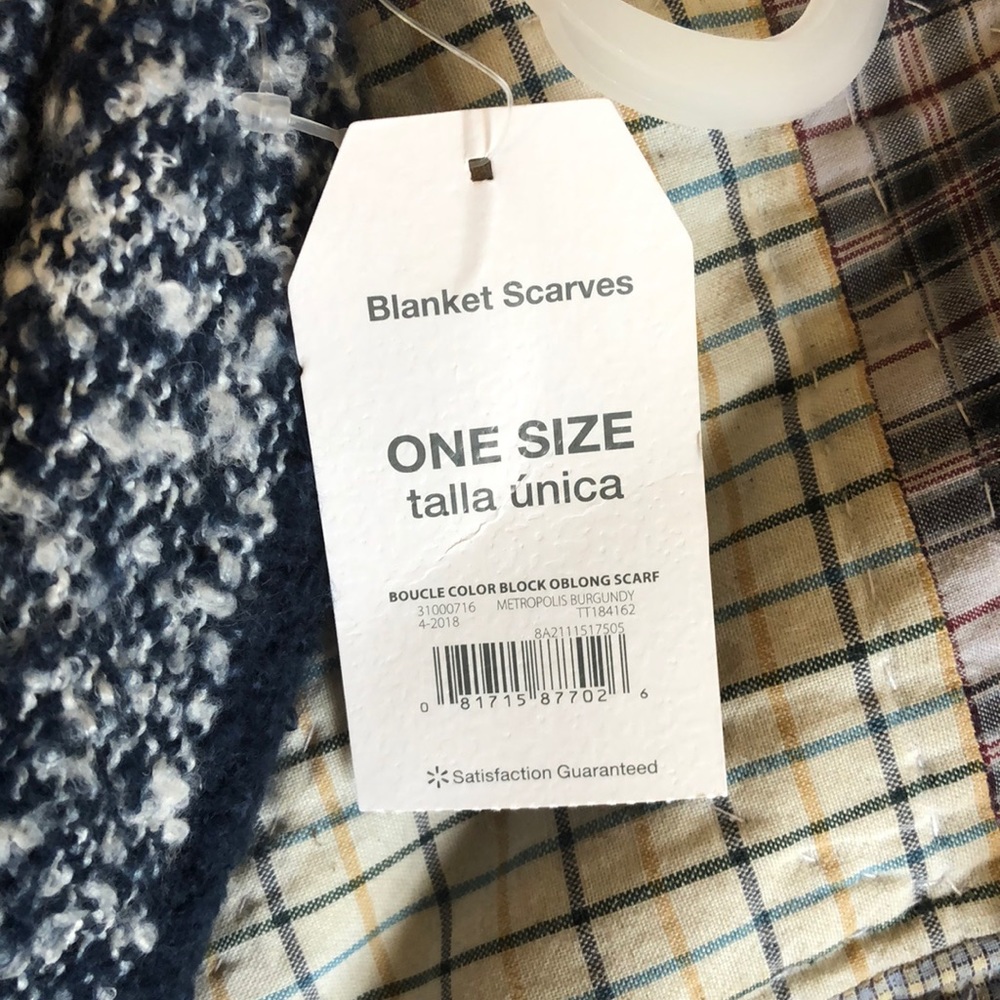 Blanket Scarves
ONE SIZE
talla única
BOUCLE COLOR BLOCK OBLONG SCARF
31000716 METROPOLIS BURGUNDY
4-2018 TT184162
8A2111517505
0 81715 87702 6
Satisfaction Guaranteed